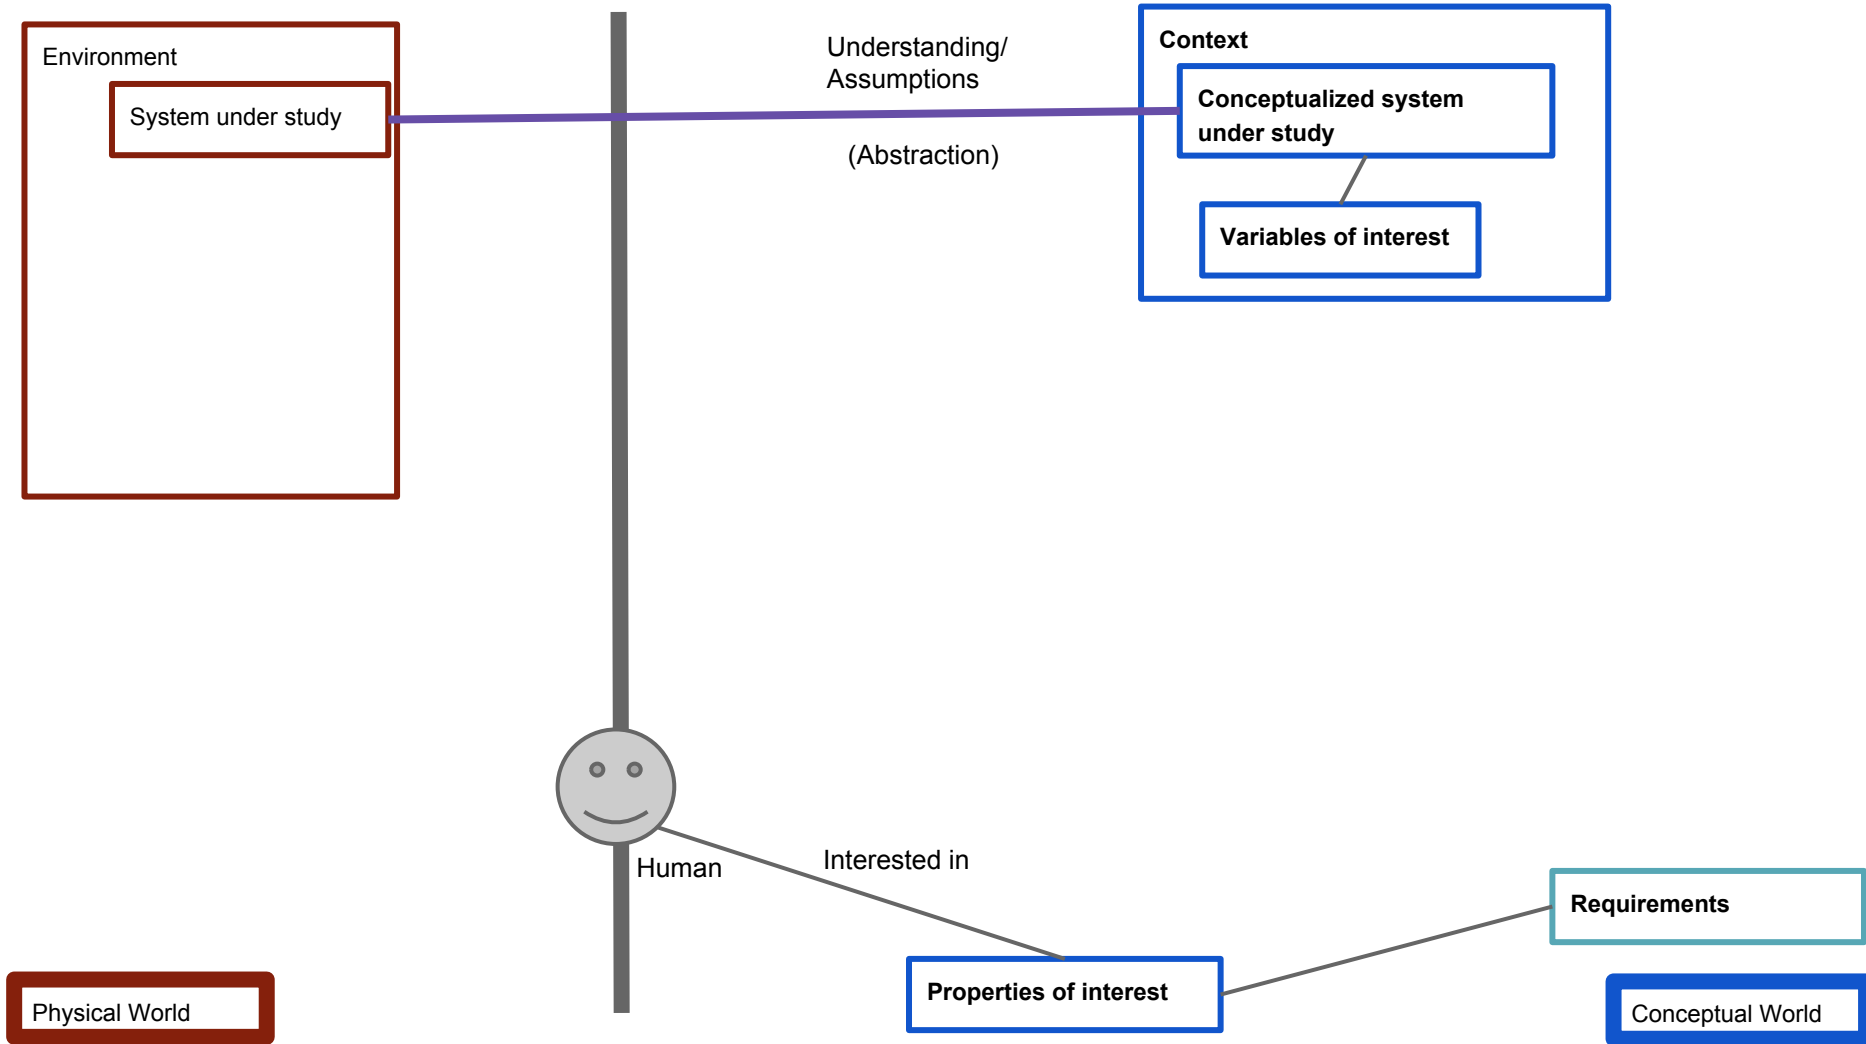 Environment
System under study
Understanding/
Assumptions
(Abstraction)
Context
Conceptualized system
under study
Variables of interest
Human
Interested in
Requirements
Properties of interest
Physical World
Conceptual World